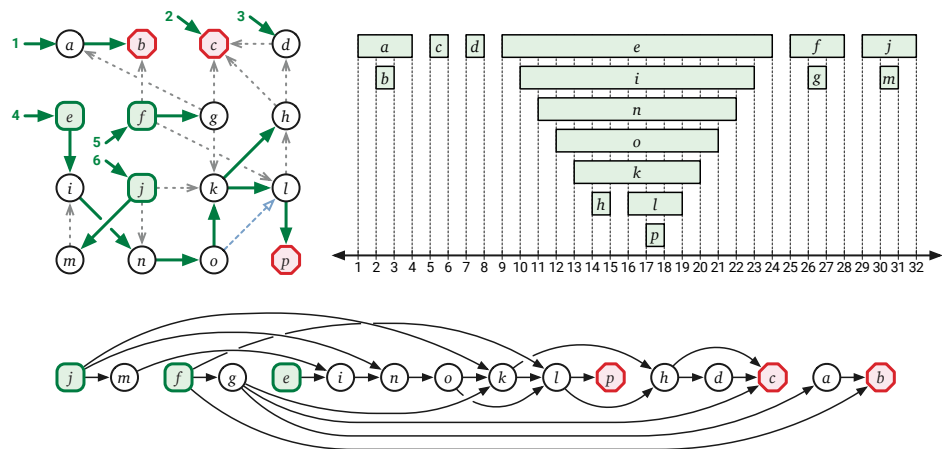 1 a b 2 c 3 d
4 e 5 f g h
6
i j k l
m n o p
a c d e f j
b i g m
n
o
k
h l
p
1 2 3 4 5 6 7 8 9 10 11 12 13 14 15 16 17 18 19 20 21 22 23 24 25 26 27 28 29 30 31 32
j m f g e i n o k l p h d c a b